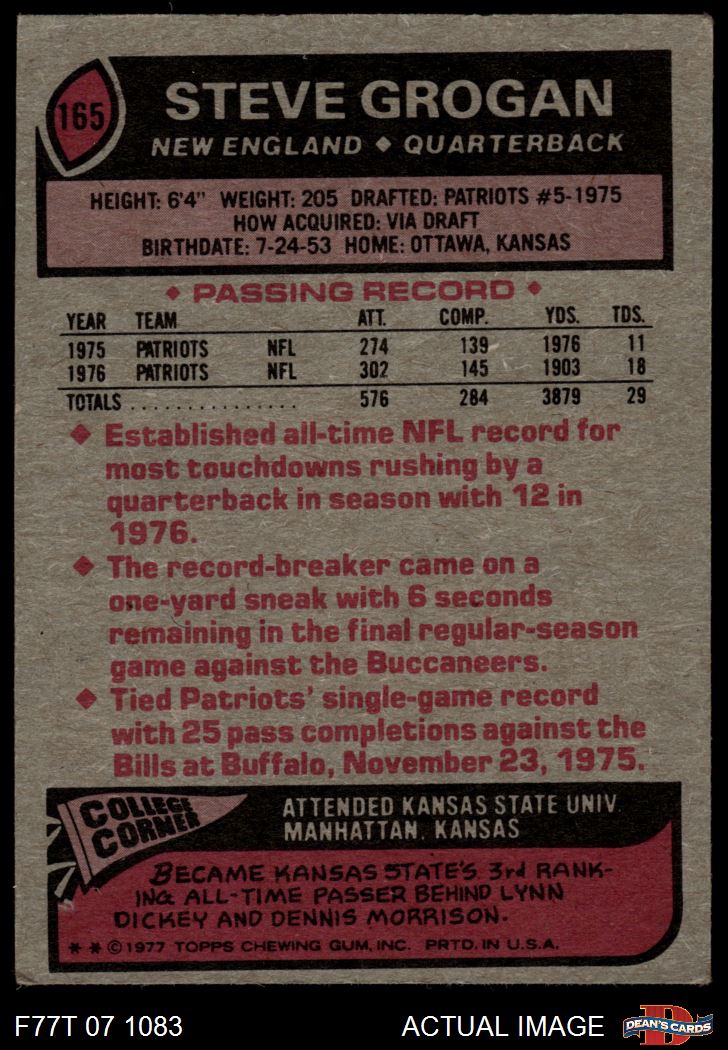 165
STEVE GROGAN
NEW ENGLAND ◆ QUARTERBACK
HEIGHT: 6'4" WEIGHT: 205 DRAFTED: PATRIOTS #5-1975
HOW ACQUIRED: VIA DRAFT
BIRTHDATE: 7-24-53 HOME: OTTAWA, KANSAS
◆ PASSING RECORD ◆
YEAR TEAM ATT. COMP. YDS. TDS.
1975 PATRIOTS NFL 274 139 1976 11
1976 PATRIOTS NFL 302 145 1903 18
TOTALS ................ 576 284 3879 29
◆ Established all-time NFL record for
most touchdowns rushing by a
quarterback in season with 12 in
1976.
◆ The record-breaker came on a
one-yard sneak with 6 seconds
remaining in the final regular-season
game against the Buccaneers.
◆ Tied Patriots' single-game record
with 25 pass completions against the
Bills at Buffalo, November 23, 1975.
COLLEGE
CORNER
ATTENDED KANSAS STATE UNIV.
MANHATTAN, KANSAS
BECAME KANSAS STATE'S 3rd RANK-
ING ALL-TIME PASSER BEHIND LYNN
DICKEY AND DENNIS MORRISON.
* * © 1977 TOPPS CHEWING GUM, INC. PRTD. IN U.S.A.
F77T 07 1083 ACTUAL IMAGE
D
DEAN'S CARDS